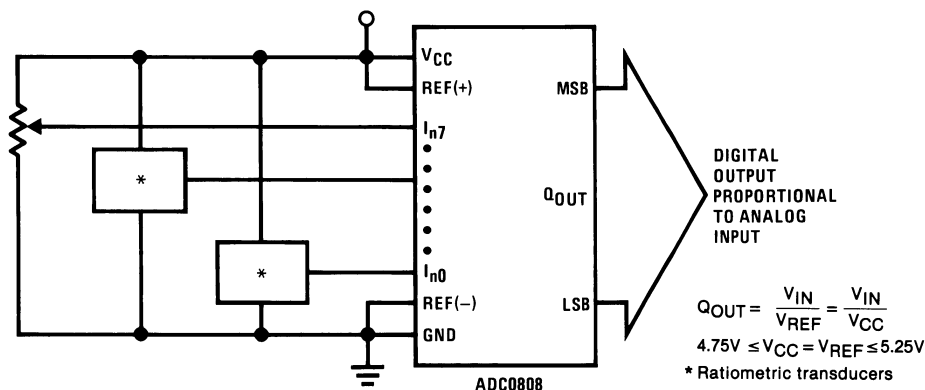 VCC
REF(+)
In7
In0
REF(−)
GND
MSB
QOUT
LSB
*
*
ADC0808
DIGITAL
OUTPUT
PROPORTIONAL
TO ANALOG
INPUT
QOUT = VIN/VREF = VIN/VCC
4.75V ≤ VCC = VREF ≤ 5.25V
* Ratiometric transducers